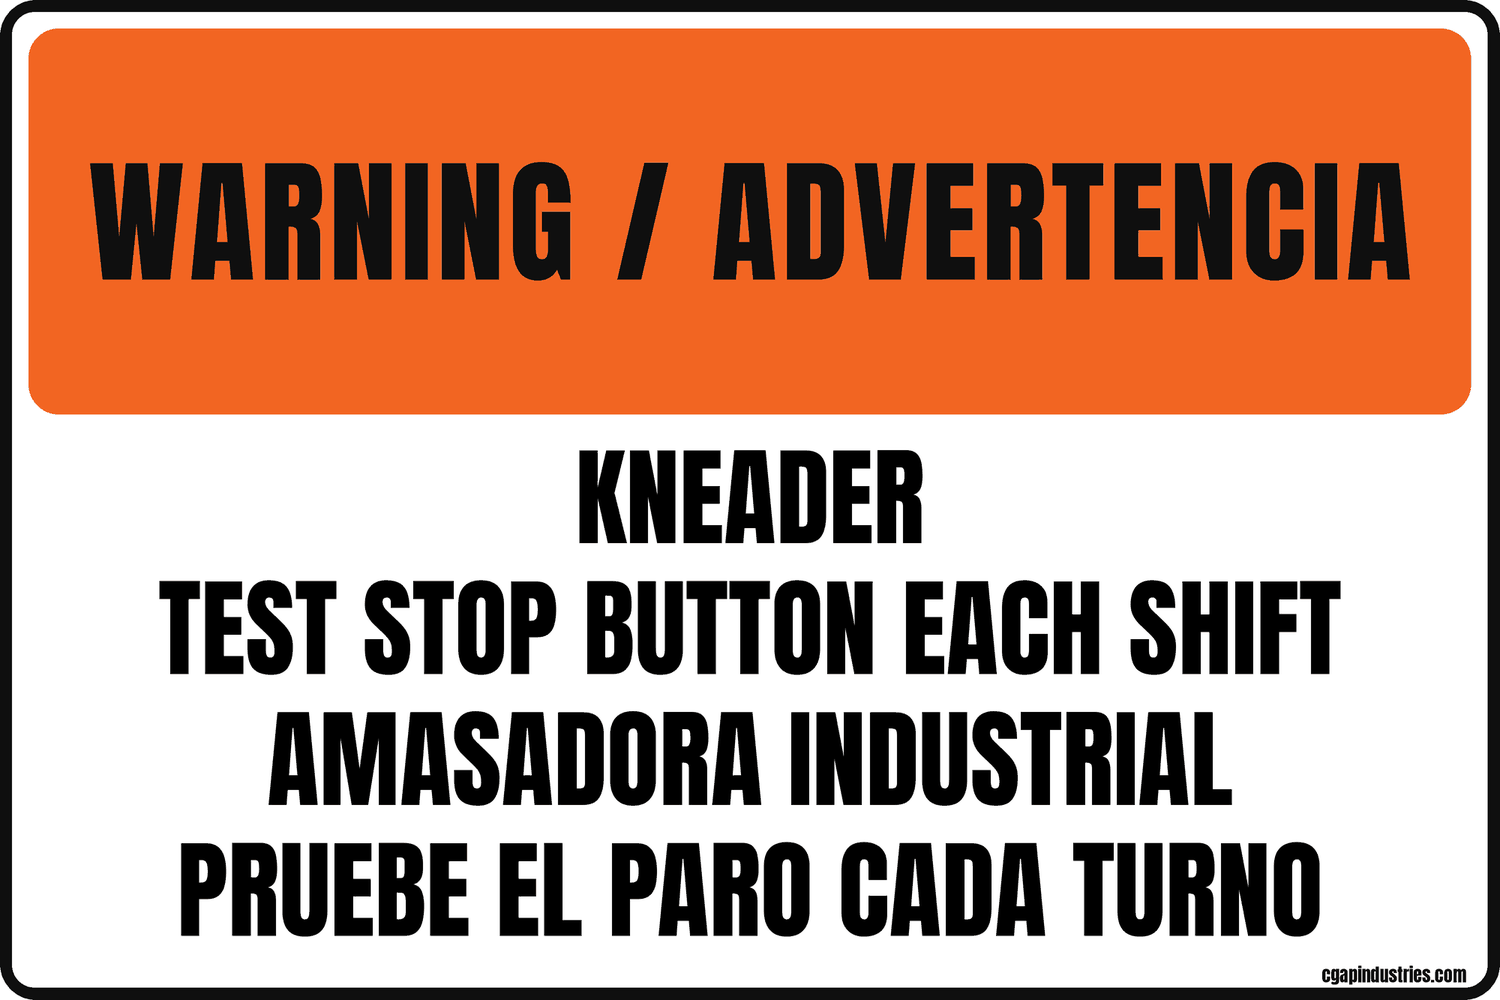 WARNING / ADVERTENCIA
KNEADER
TEST STOP BUTTON EACH SHIFT
AMASADORA INDUSTRIAL
PRUEBE EL PARO CADA TURNO
cgapindustries.com